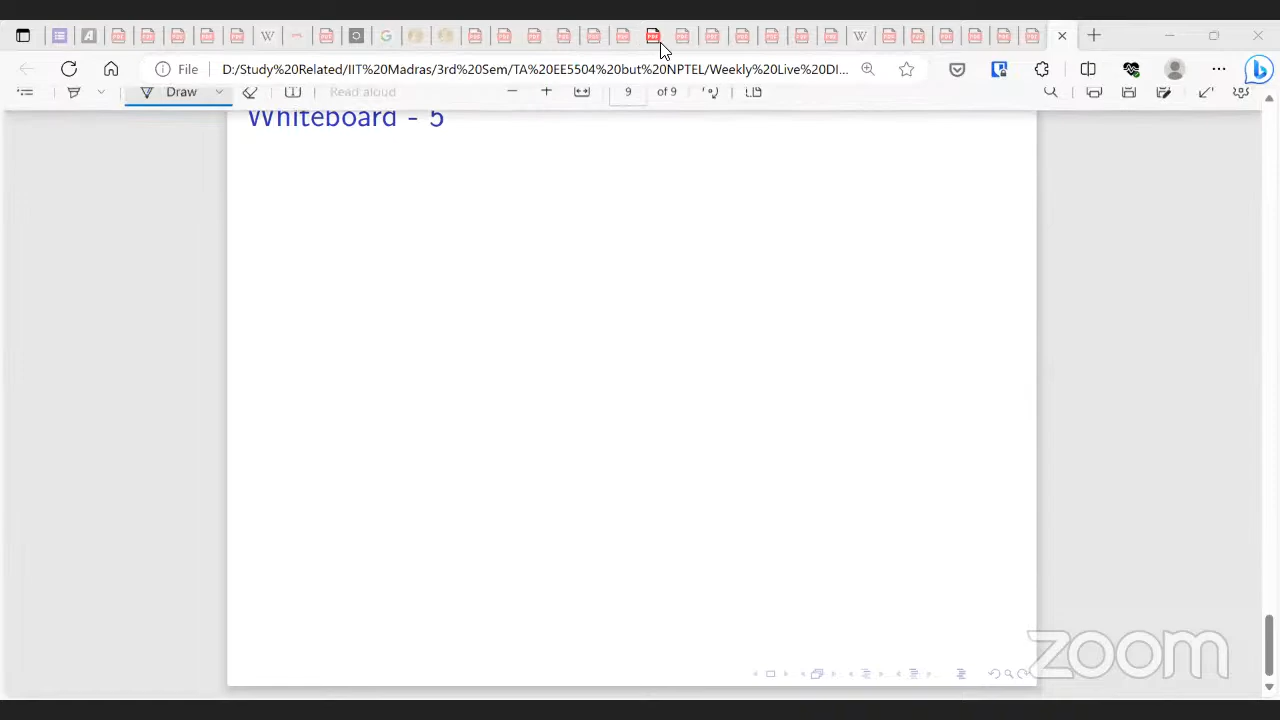 File
D:/Study%20Related/IIT%20Madras/3rd%20Sem/TA%20EE5504%20but%20NPTEL/Weekly%20Live%20DI...
Draw
Read aloud
9 of 9
Whiteboard - 5
zoom